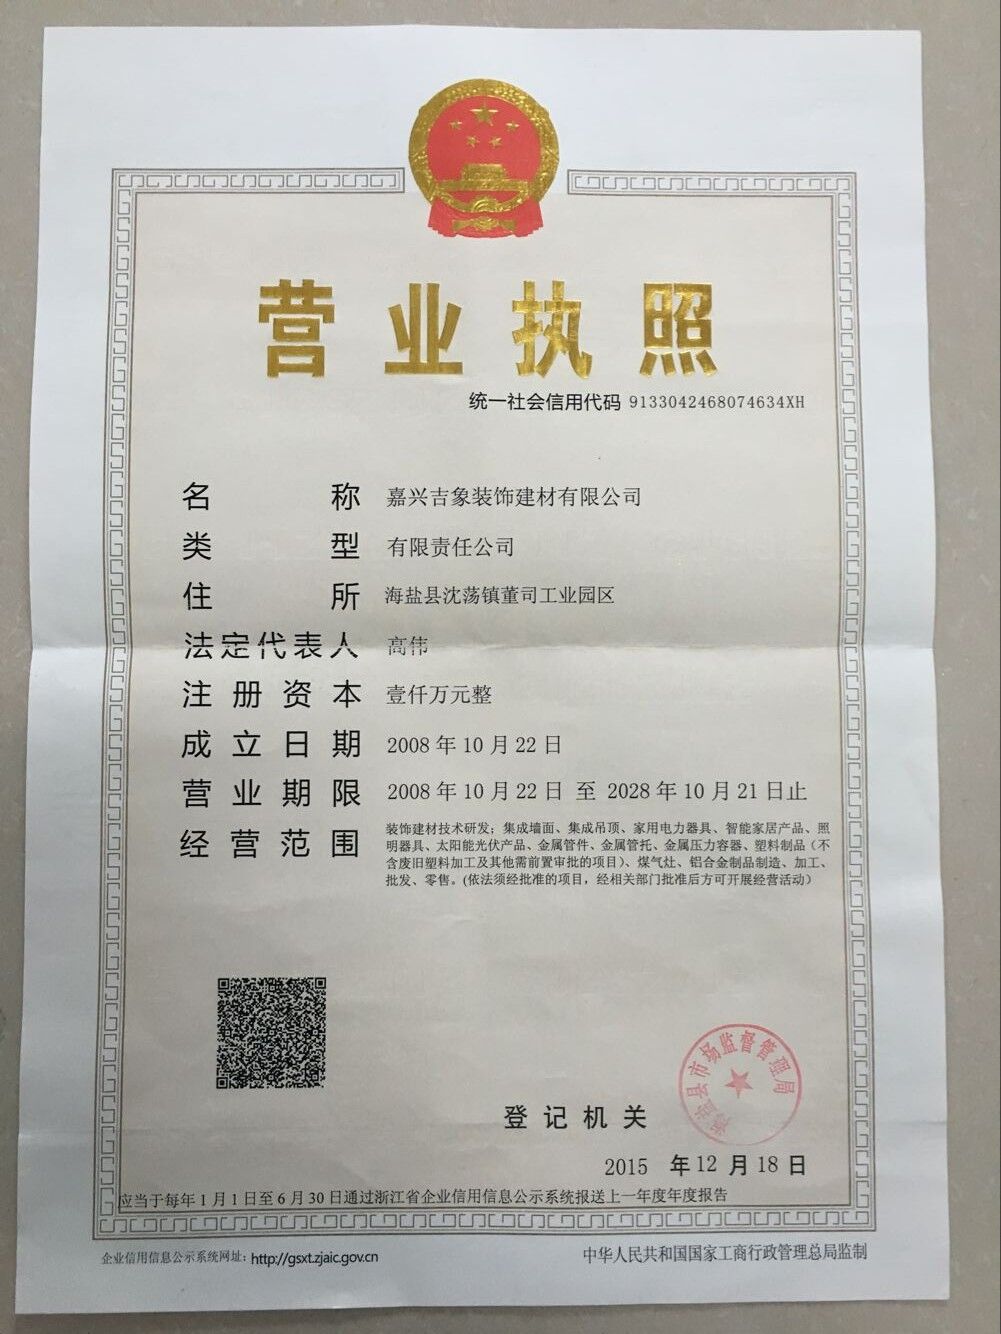 营业执照
统一社会信用代码 9133042468074634XH
名称 嘉兴吉象装饰建材有限公司
类型 有限责任公司
住所 海盐县沈荡镇董司工业园区
法定代表人 高伟
注册资本 壹仟万元整
成立日期 2008年10月22日
营业期限 2008年10月22日 至 2028年10月21日止
经营范围 装饰建材技术研发；集成墙面、集成吊顶、家用电力器具、智能家居产品、照
明器具、太阳能光伏产品、金属管件、金属管托、金属压力容器、塑料制品（不
含废旧塑料加工及其他需前置审批的项目）、煤气灶、铝合金制品制造、加工、
批发、零售。(依法须经批准的项目，经相关部门批准后方可开展经营活动）
海盐县市场监督管理局
登记机关
2015 年 12 月 18 日
应当于每年1月1日至6月30日通过浙江省企业信用信息公示系统报送上一年度年度报告
企业信用信息公示系统网址：http://gsxt.zjaic.gov.cn
中华人民共和国国家工商行政管理总局监制